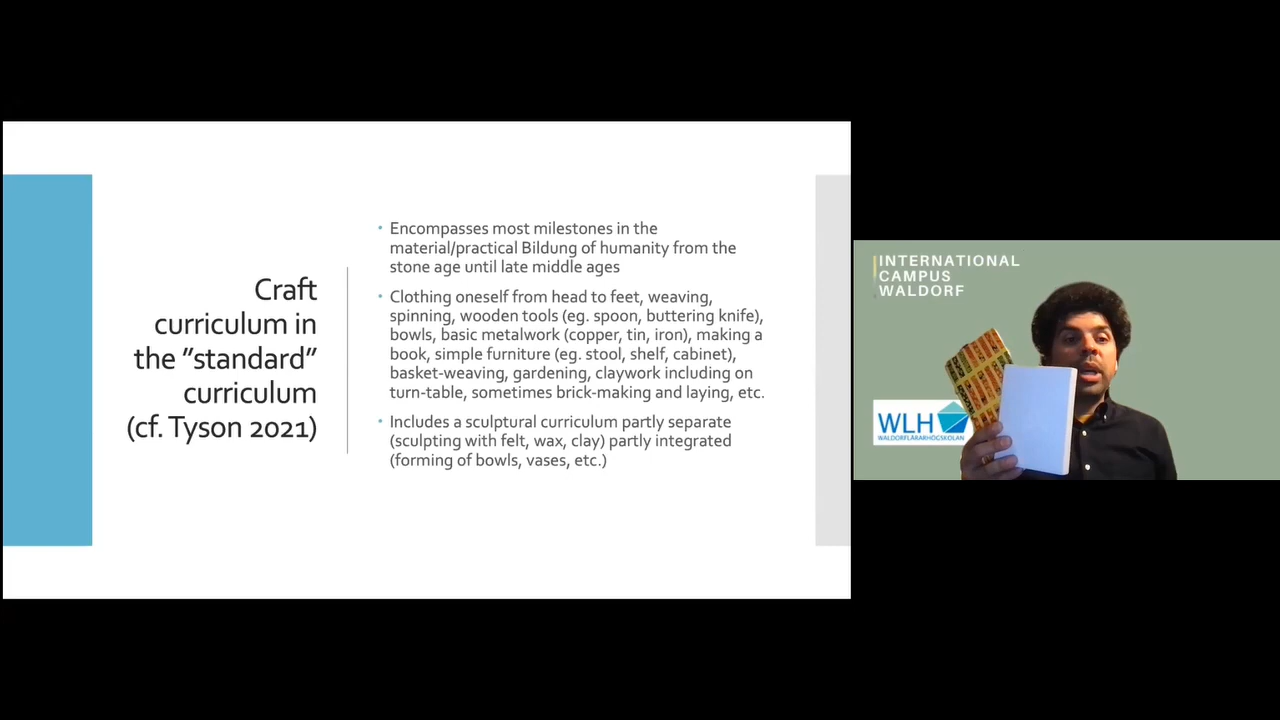 Craft
curriculum in
the ”standard”
curriculum
(cf. Tyson 2021)
• Encompasses most milestones in the
material/practical Bildung of humanity from the
stone age until late middle ages
• Clothing oneself from head to feet, weaving,
spinning, wooden tools (eg. spoon, buttering knife),
bowls, basic metalwork (copper, tin, iron), making a
book, simple furniture (eg. stool, shelf, cabinet),
basket-weaving, gardening, claywork including on
turn-table, sometimes brick-making and laying, etc.
• Includes a sculptural curriculum partly separate
(sculpting with felt, wax, clay) partly integrated
(forming of bowls, vases, etc.)
INTERNATIONAL
CAMPUS
WALDORF
WLH
WALDORFLÄRARHÖGSKOLAN